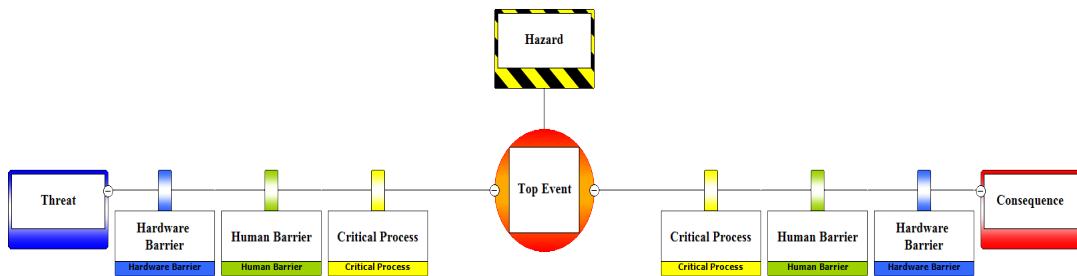 Hazard
Top Event
Threat
Hardware
Barrier
Hardware Barrier
Human Barrier
Human Barrier
Critical Process
Critical Process
Critical Process
Critical Process
Human Barrier
Human Barrier
Hardware
Barrier
Hardware Barrier
Consequence